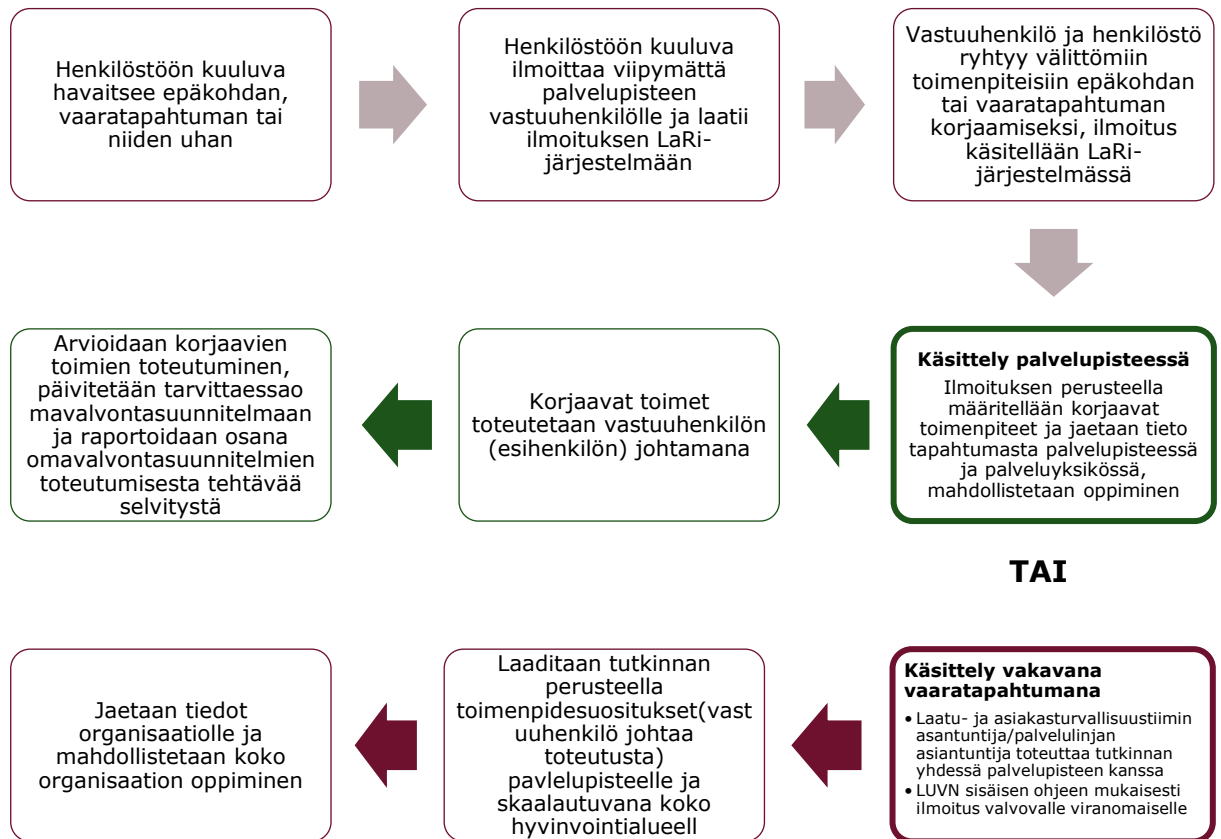 Henkilöstöön kuuluva
havaitsee epäkohdan,
vaaratapahtuman tai
niiden uhan
Henkilöstöön kuuluva
ilmoittaa viipymättä
palvelupisteen
vastuuhenkilölle ja laatii
ilmoituksen LaRi-
järjestelmään
Vastuuhenkilö ja henkilöstö
ryhtyy välittömiin
toimenpiteisiin epäkohdan
tai vaaratapahtuman
korjaamiseksi, ilmoitus
käsitellään LaRi-
järjestelmässä
Käsittely palvelupisteessä
Ilmoituksen perusteella
määritellään korjaavat
toimenpiteet ja jaetaan tieto
tapahtumasta palvelupisteessä
ja palveluyksikössä,
mahdollistetaan oppiminen
Korjaavat toimet
toteutetaan vastuuhenkilön
(esihenkilön) johtamana
Arvioidaan korjaavien
toimien toteutuminen,
päivitetään tarvittaessao
mavalvontasuunnitelmaan
ja raportoidaan osana
omavalvontasuunnitelmien
toteutumisesta tehtävää
selvitystä
TAI
Käsittely vakavana
vaaratapahtumana
• Laatu- ja asiakasturvallisuustiimin
asantuntija/palvelulinjan
asiantuntija toteuttaa tutkinnan
yhdessä palvelupisteen kanssa
• LUVN sisäisen ohjeen mukaisesti
ilmoitus valvovalle viranomaiselle
Laaditaan tutkinnan
perusteella
toimenpidesuositukset(vast
uuhenkilö johtaa
toteutusta)
pavlelupisteelle ja
skaalautuvana koko
hyvinvointialueell
Jaetaan tiedot
organisaatiolle ja
mahdollistetaan koko
organisaation oppiminen